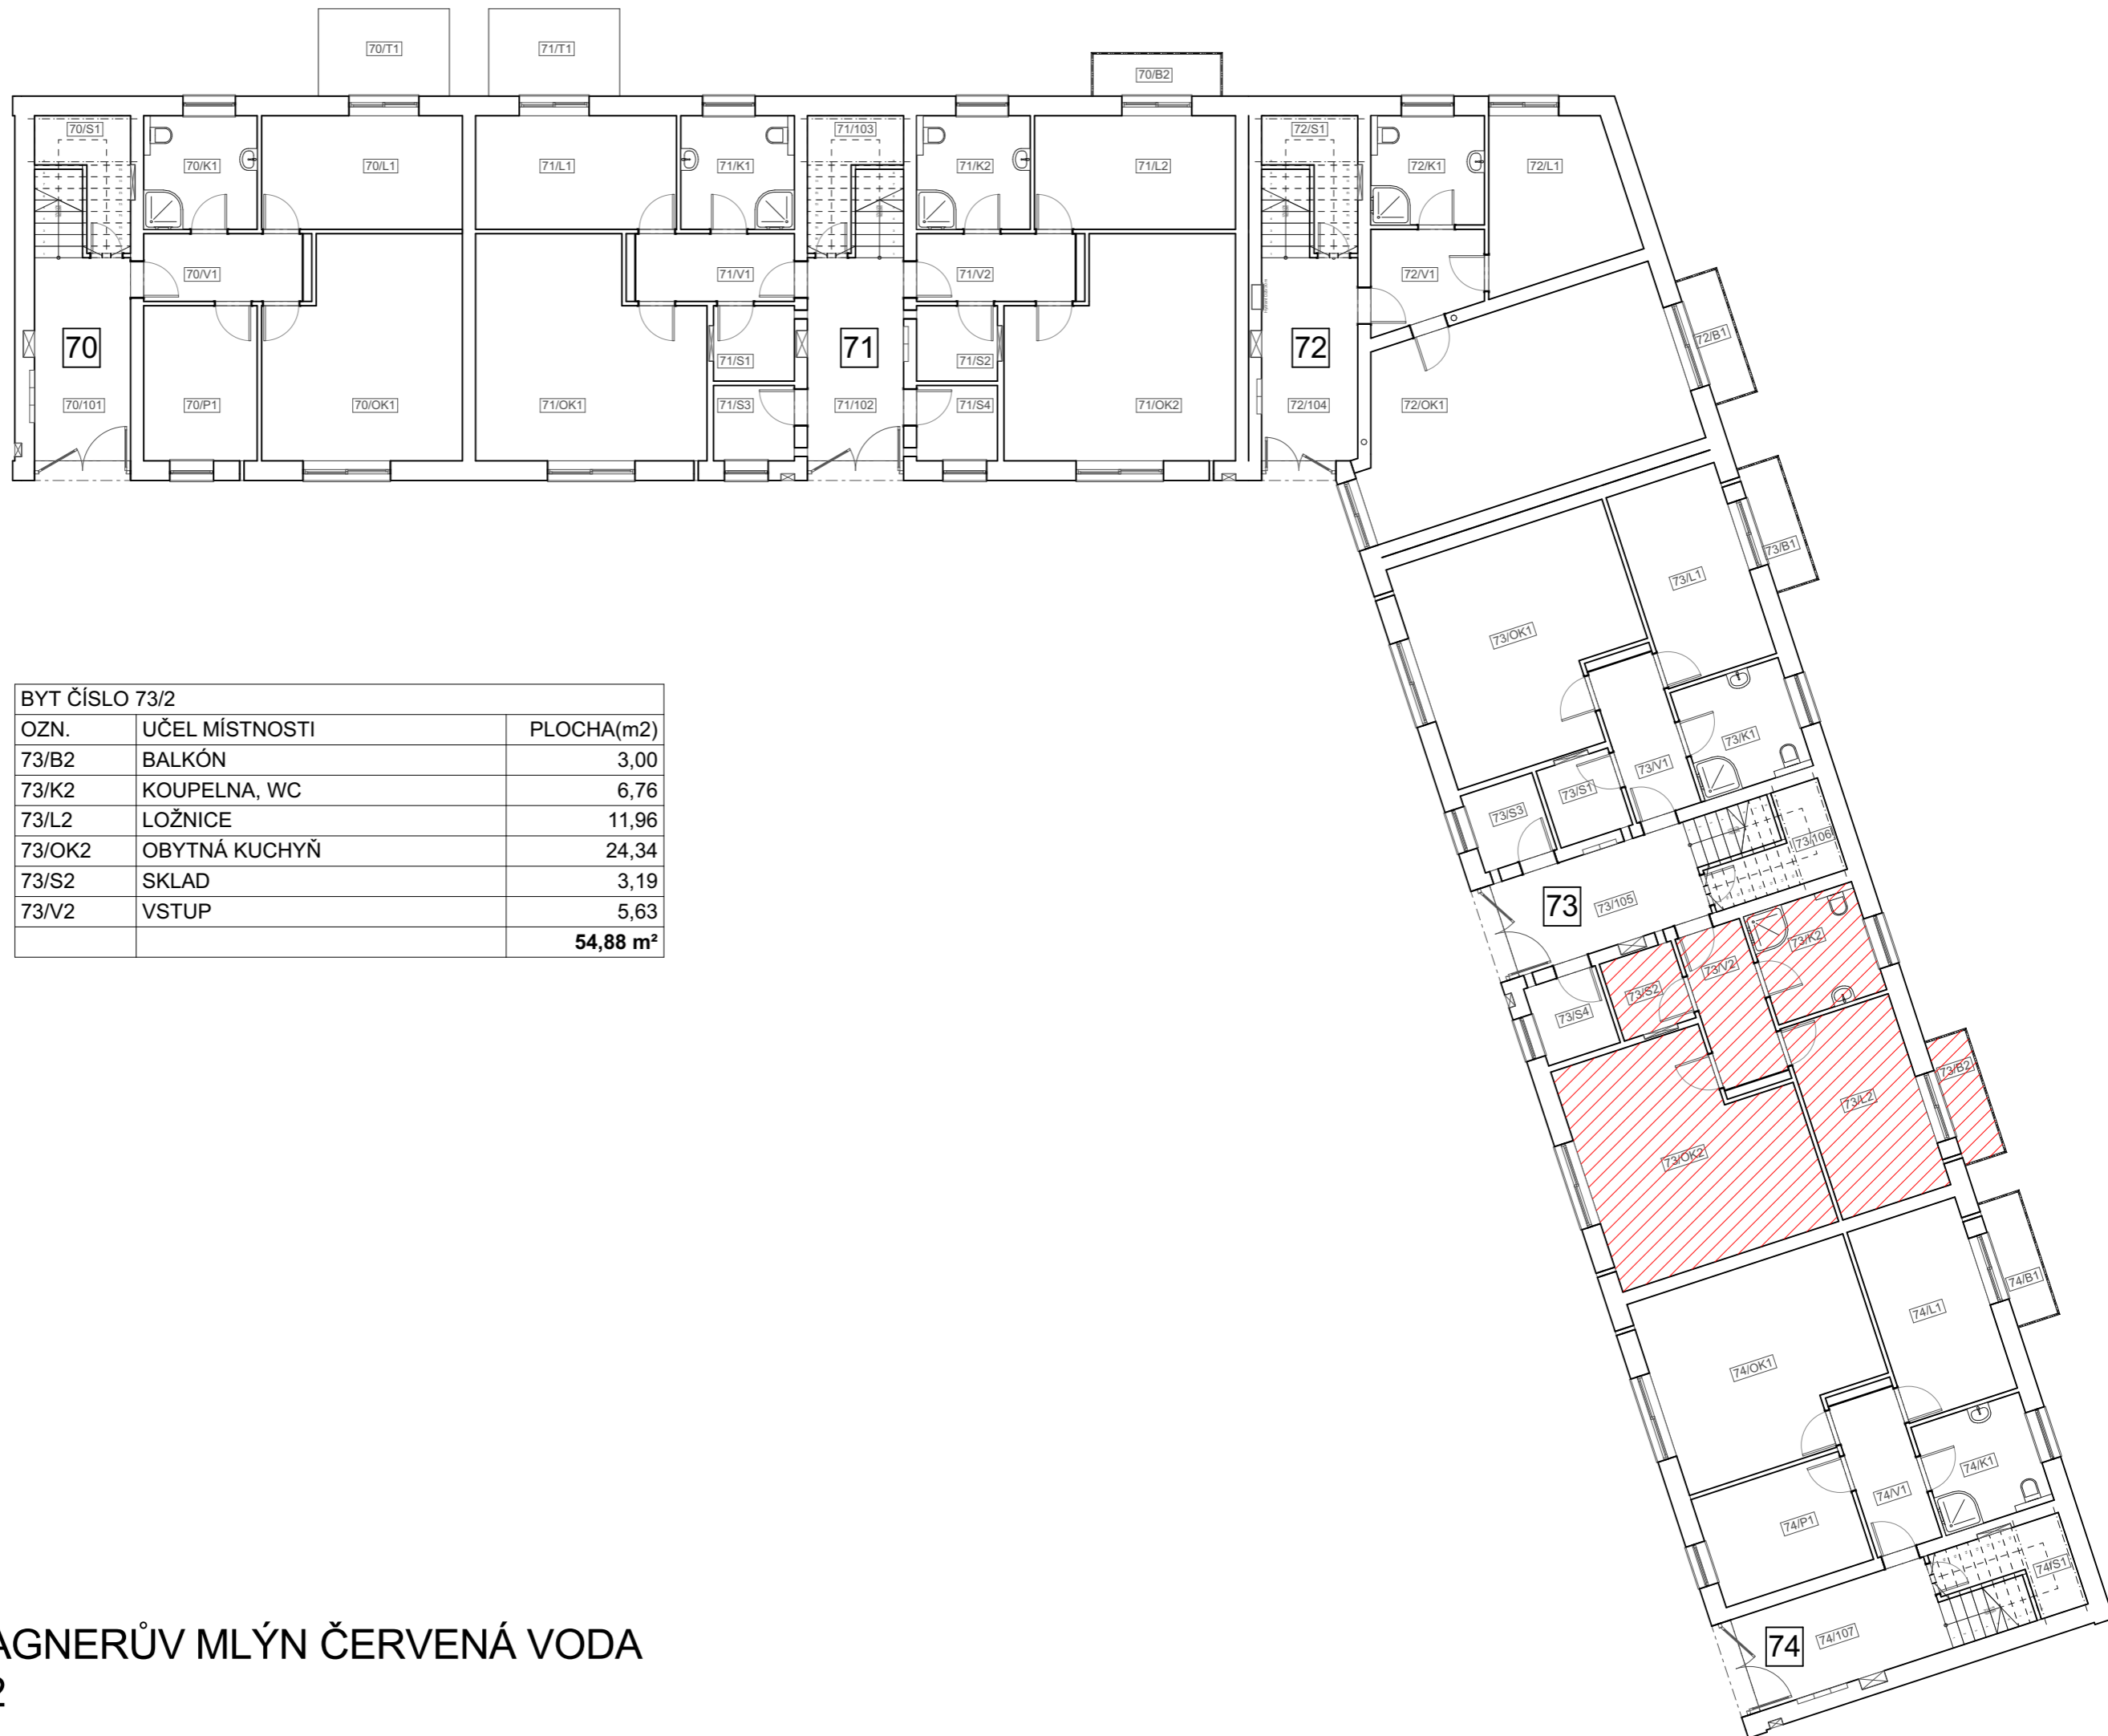 70/T1
71/T1
70/B2
70/S1
70/K1
70/L1
71/L1
71/K1
71/103
71/K2
71/L2
72/S1
72/K1
72/L1
70/V1
71/V1
71/V2
72/V1
70
71
72
72/B1
71/S1
71/S2
70/101
70/P1
70/OK1
71/OK1
71/S3
71/102
71/S4
71/OK2
72/104
72/OK1
73/B1
73/L1
73/OK1
73/K1
73/V1
73/S1
73/S3
73/106
73
73/105
73/K2
73/V2
73/S2
73/S4
73/B2
73/L2
73/OK2
74/B1
74/L1
74/OK1
74/K1
74/V1
74/P1
74/S1
74
74/107
BYT ČÍSLO 73/2
OZN. UČEL MÍSTNOSTI PLOCHA(m2)
73/B2 BALKÓN 3,00
73/K2 KOUPELNA, WC 6,76
73/L2 LOŽNICE 11,96
73/OK2 OBYTNÁ KUCHYŇ 24,34
73/S2 SKLAD 3,19
73/V2 VSTUP 5,63
54,88 m²
AGNERŮV MLÝN ČERVENÁ VODA
2